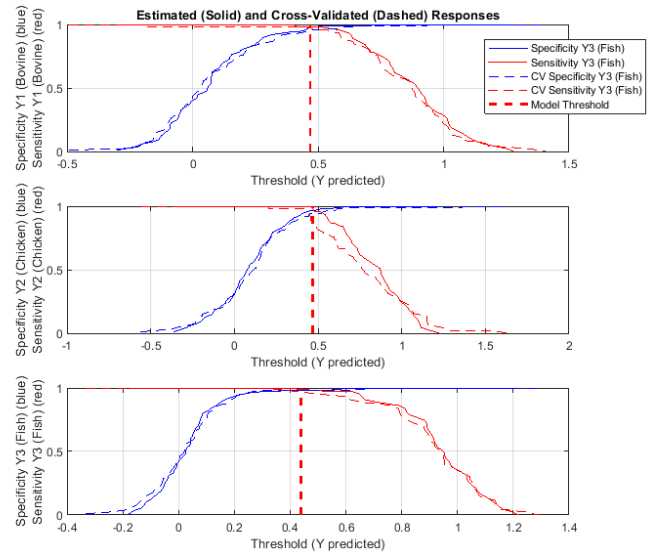 Estimated (Solid) and Cross-Validated (Dashed) Responses
Specificity Y1 (Bovine) (blue)
Sensitivity Y1 (Bovine) (red)
1
0.5
0
-0.5
0
0.5
1
1.5
Threshold (Y predicted)
Specificity Y3 (Fish)
Sensitivity Y3 (Fish)
CV Specificity Y3 (Fish)
CV Sensitivity Y3 (Fish)
Model Threshold
Specificity Y2 (Chicken) (blue)
Sensitivity Y2 (Chicken) (red)
1
0.5
0
-1
-0.5
0
0.5
1
1.5
2
Threshold (Y predicted)
Specificity Y3 (Fish) (blue)
Sensitivity Y3 (Fish) (red)
1
0.5
0
-0.4
-0.2
0
0.2
0.4
0.6
0.8
1
1.2
1.4
Threshold (Y predicted)